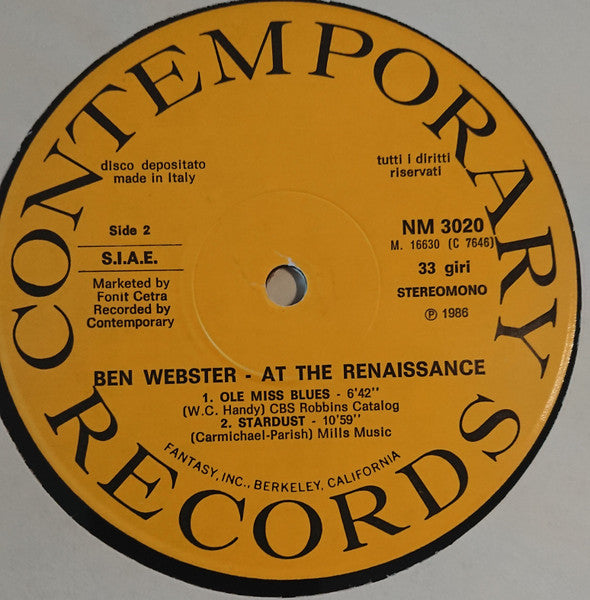 CONTEMPORARY
RECORDS
disco depositato
made in Italy
tutti i diritti
riservati
Side 2
S.I.A.E.
Marketed by
Fonit Cetra
Recorded by
Contemporary
NM 3020
M. 16630 (C 7646)
33 giri
STEREOMONO
Ⓟ 1986
BEN WEBSTER - AT THE RENAISSANCE
1. OLE MISS BLUES - 6'42''
(W.C. Handy) CBS Robbins Catalog
2. STARDUST - 10'59''
(Carmichael-Parish) Mills Music
FANTASY, INC., BERKELEY, CALIFORNIA